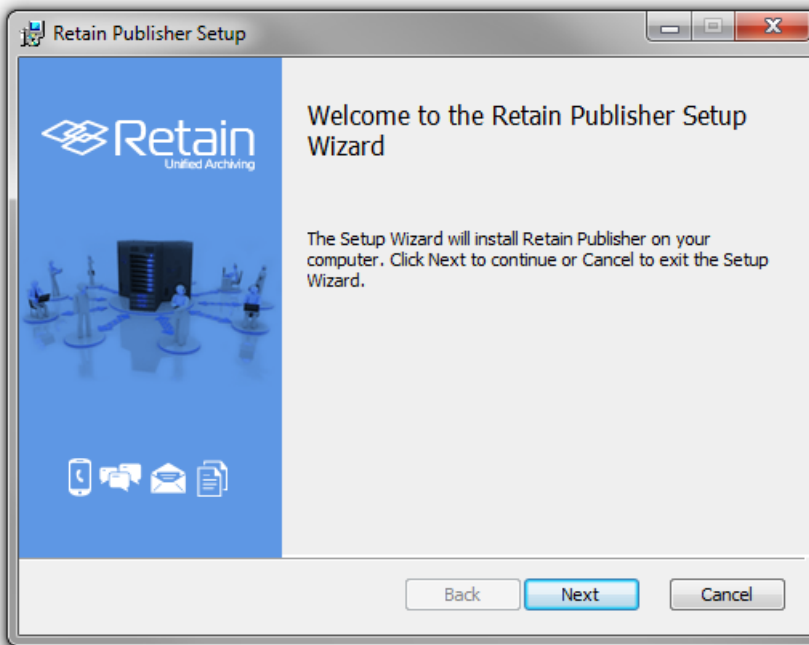 Retain Publisher Setup
Retain
Unified Archiving
Welcome to the Retain Publisher Setup
Wizard
The Setup Wizard will install Retain Publisher on your
computer. Click Next to continue or Cancel to exit the Setup
Wizard.
Back
Next
Cancel